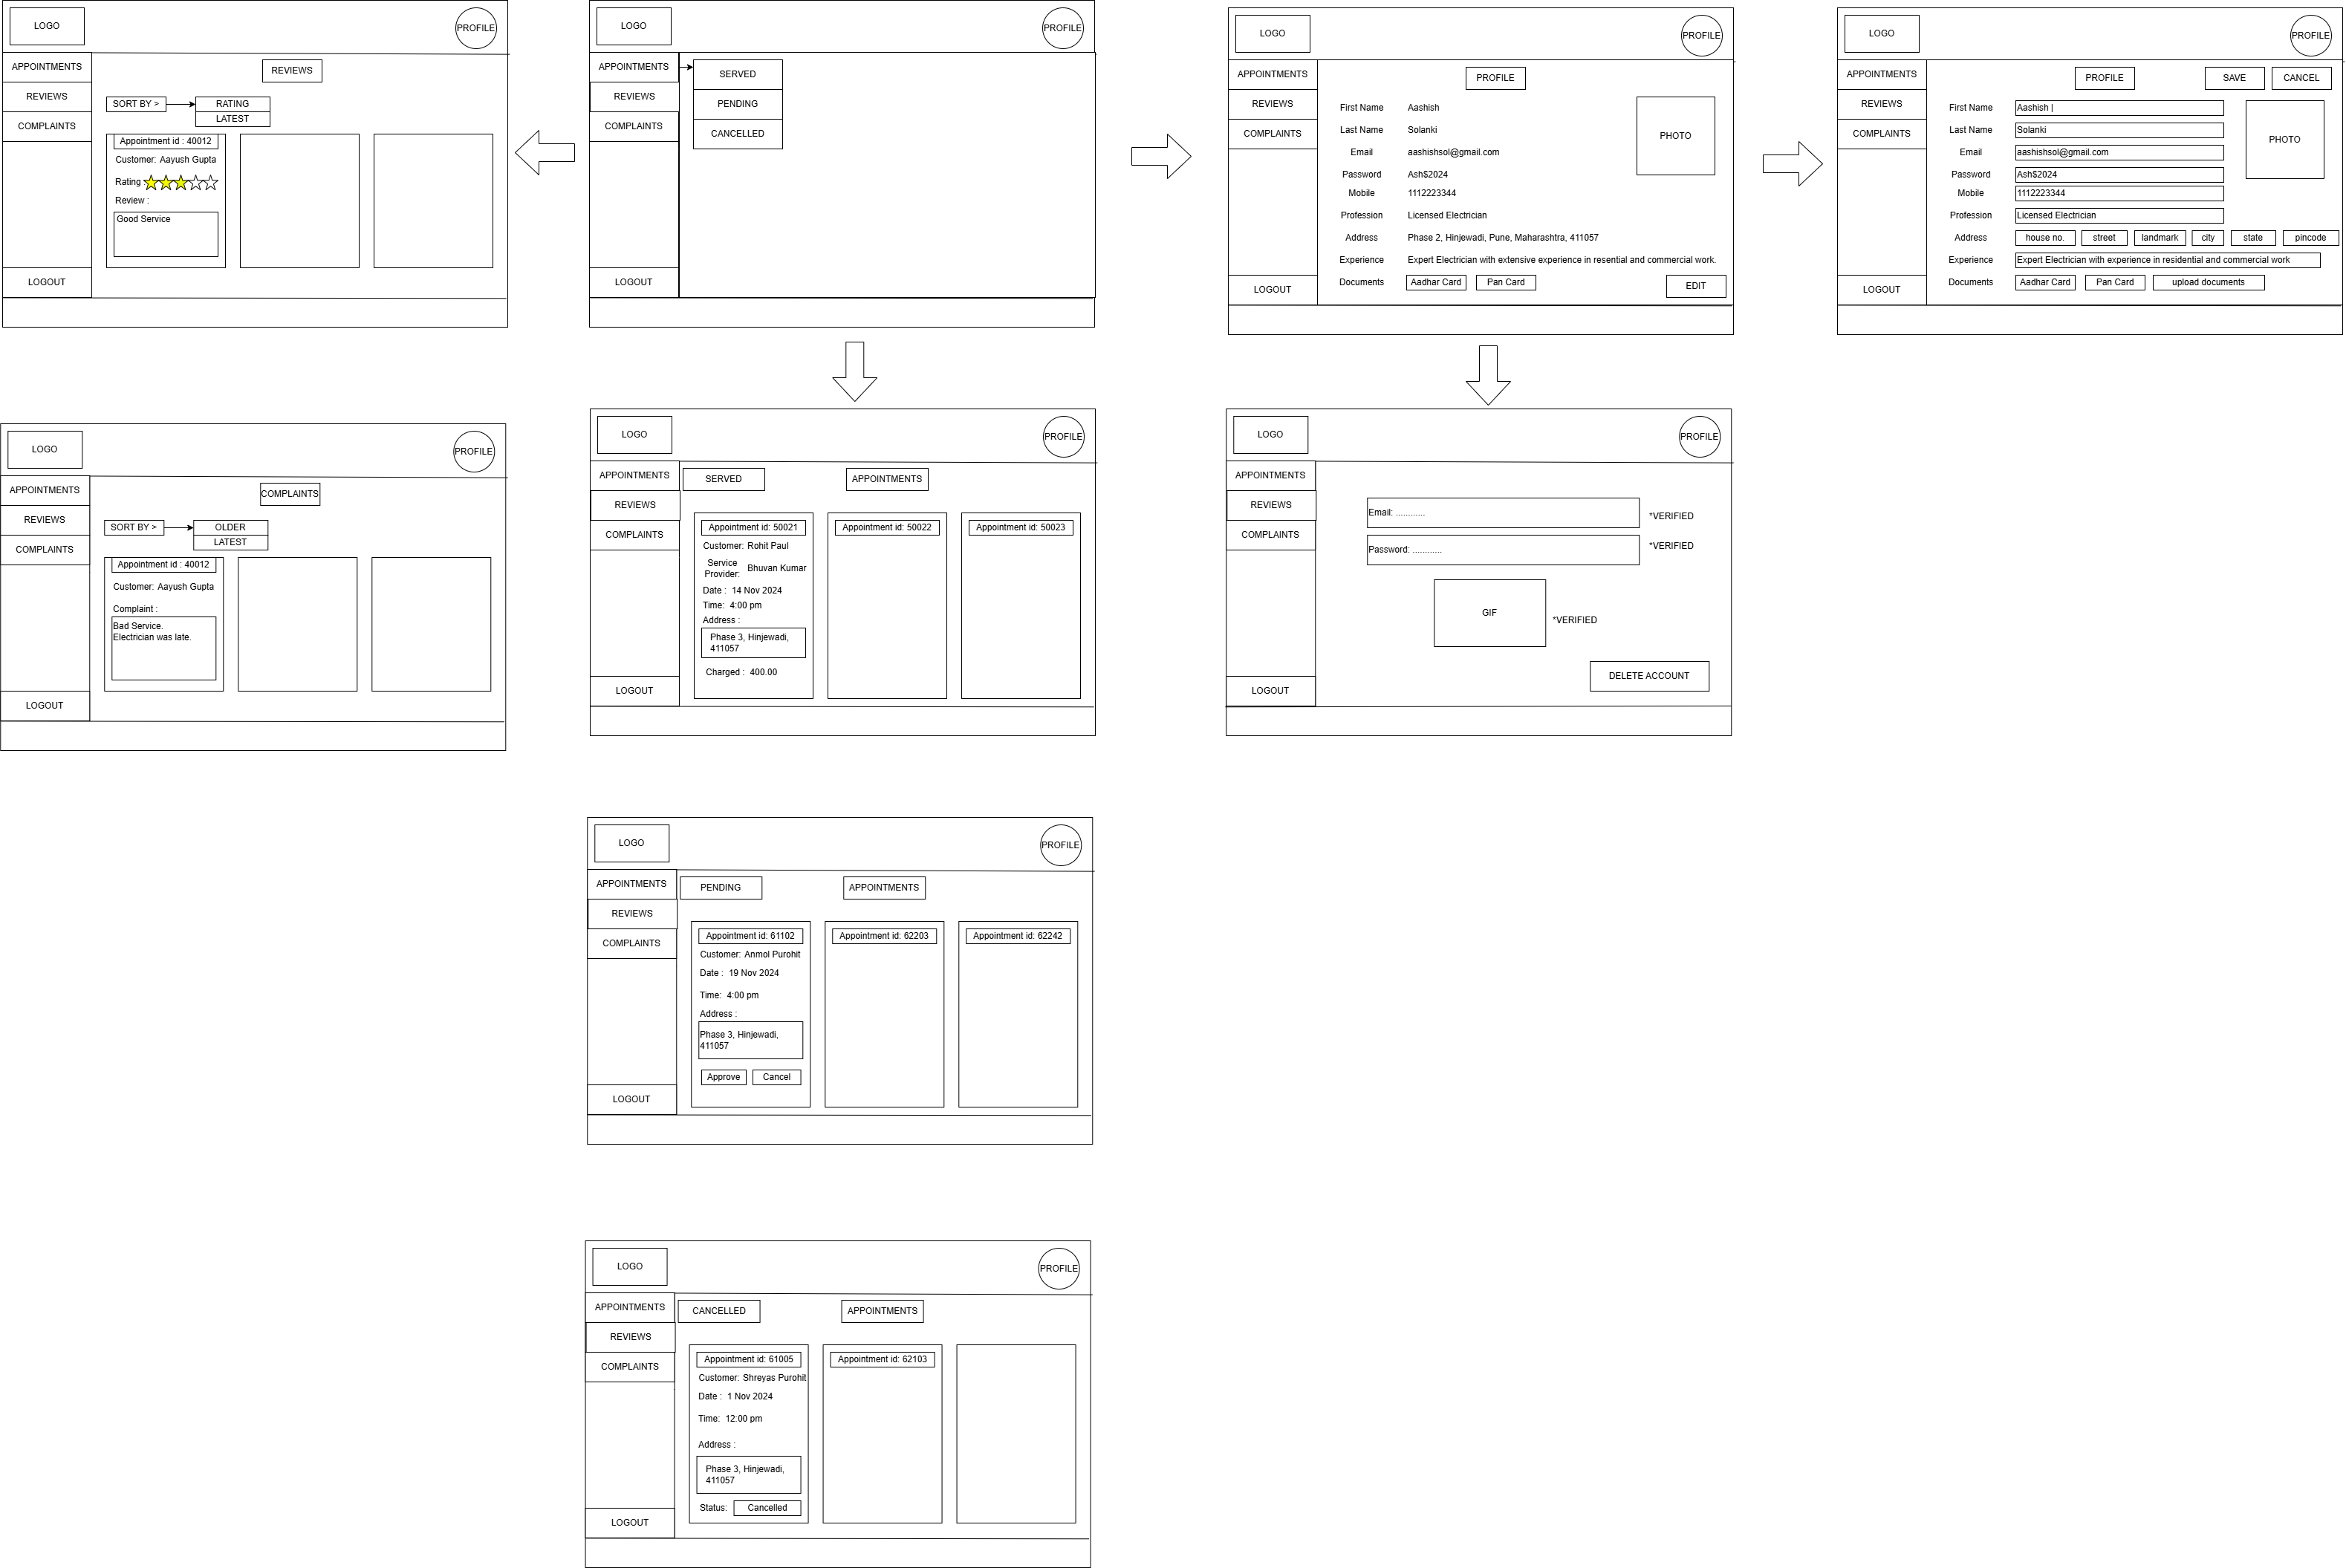 LOGO
PROFILE
APPOINTMENTS
REVIEWS
COMPLAINTS
LOGOUT
REVIEWS
SORT BY >
RATING
LATEST
Appointment id : 40012
Customer: Aayush Gupta
Rating :
Review :
Good Service
LOGO
PROFILE
APPOINTMENTS
REVIEWS
COMPLAINTS
LOGOUT
SERVED
PENDING
CANCELLED
LOGO
PROFILE
APPOINTMENTS
REVIEWS
COMPLAINTS
LOGOUT
PROFILE
First Name Aashish
Last Name Solanki
Email aashishsol@gmail.com
Password Ash$2024
Mobile 1112223344
Profession Licensed Electrician
Address Phase 2, Hinjewadi, Pune, Maharashtra, 411057
Experience Expert Electrician with extensive experience in resential and commercial work.
Documents Aadhar Card Pan Card
PHOTO
EDIT
LOGO
PROFILE
APPOINTMENTS
REVIEWS
COMPLAINTS
LOGOUT
PROFILE SAVE CANCEL
First Name Aashish |
Last Name Solanki
Email aashishsol@gmail.com
Password Ash$2024
Mobile 1112223344
Profession Licensed Electrician
Address house no. street landmark city state pincode
Experience Expert Electrician with experience in residential and commercial work
Documents Aadhar Card Pan Card upload documents
PHOTO
LOGO
PROFILE
APPOINTMENTS
REVIEWS
COMPLAINTS
LOGOUT
COMPLAINTS
SORT BY >
OLDER
LATEST
Appointment id : 40012
Customer: Aayush Gupta
Complaint :
Bad Service.
Electrician was late.
LOGO
PROFILE
APPOINTMENTS
REVIEWS
COMPLAINTS
LOGOUT
SERVED APPOINTMENTS
Appointment id: 50021
Customer: Rohit Paul
Service
Provider: Bhuvan Kumar
Date : 14 Nov 2024
Time: 4:00 pm
Address :
Phase 3, Hinjewadi,
411057
Charged : 400.00
Appointment id: 50022
Appointment id: 50023
LOGO
PROFILE
APPOINTMENTS
REVIEWS
COMPLAINTS
LOGOUT
Email: ............
*VERIFIED
Password: ............
*VERIFIED
GIF
*VERIFIED
DELETE ACCOUNT
LOGO
PROFILE
APPOINTMENTS
REVIEWS
COMPLAINTS
LOGOUT
PENDING APPOINTMENTS
Appointment id: 61102
Customer: Anmol Purohit
Date : 19 Nov 2024
Time: 4:00 pm
Address :
Phase 3, Hinjewadi,
411057
Approve Cancel
Appointment id: 62203
Appointment id: 62242
LOGO
PROFILE
APPOINTMENTS
REVIEWS
COMPLAINTS
LOGOUT
CANCELLED APPOINTMENTS
Appointment id: 61005
Customer: Shreyas Purohit
Date : 1 Nov 2024
Time: 12:00 pm
Address :
Phase 3, Hinjewadi,
411057
Status: Cancelled
Appointment id: 62103